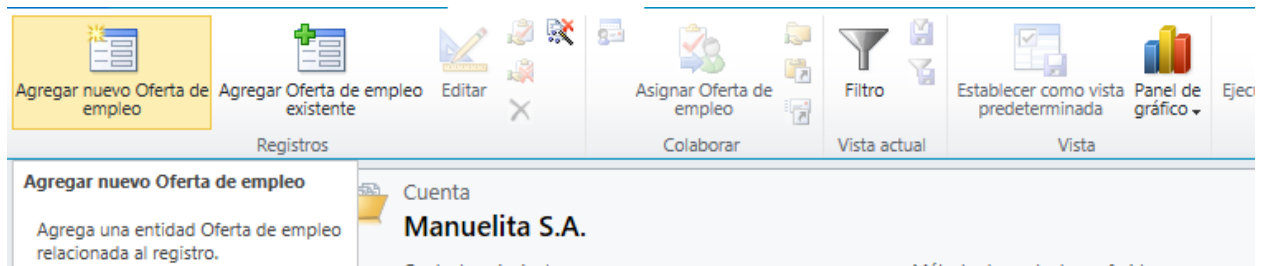 Agregar nuevo Oferta de empleo
Agregar Oferta de empleo existente
Editar
Asignar Oferta de empleo
Filtro
Establecer como vista predeterminada
Panel de gráfico
Registros
Colaborar
Vista actual
Vista
Agregar nuevo Oferta de empleo
Agrega una entidad Oferta de empleo
relacionada al registro.
Cuenta
Manuelita S.A.